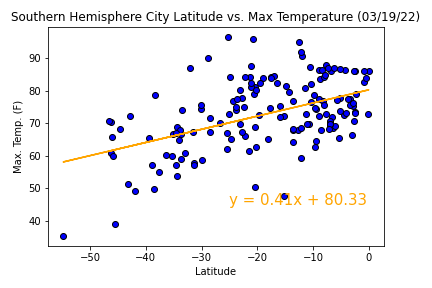 Southern Hemisphere City Latitude vs. Max Temperature (03/19/22)
Max. Temp. (F)
90
80
70
60
50
40
y = 0.41x + 80.33
−50 −40 −30 −20 −10 0
Latitude